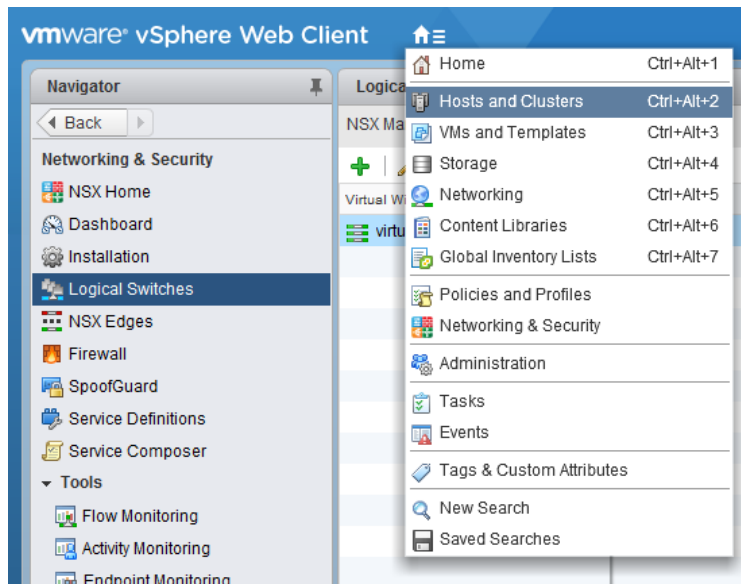 vmware® vSphere Web Client
Navigator
Back
Networking & Security
NSX Home
Dashboard
Installation
Logical Switches
NSX Edges
Firewall
SpoofGuard
Service Definitions
Service Composer
Tools
Flow Monitoring
Activity Monitoring
Endpoint Monitoring
Logica
NSX Ma
Virtual Wi
virtu
Home Ctrl+Alt+1
Hosts and Clusters Ctrl+Alt+2
VMs and Templates Ctrl+Alt+3
Storage Ctrl+Alt+4
Networking Ctrl+Alt+5
Content Libraries Ctrl+Alt+6
Global Inventory Lists Ctrl+Alt+7
Policies and Profiles
Networking & Security
Administration
Tasks
Events
Tags & Custom Attributes
New Search
Saved Searches